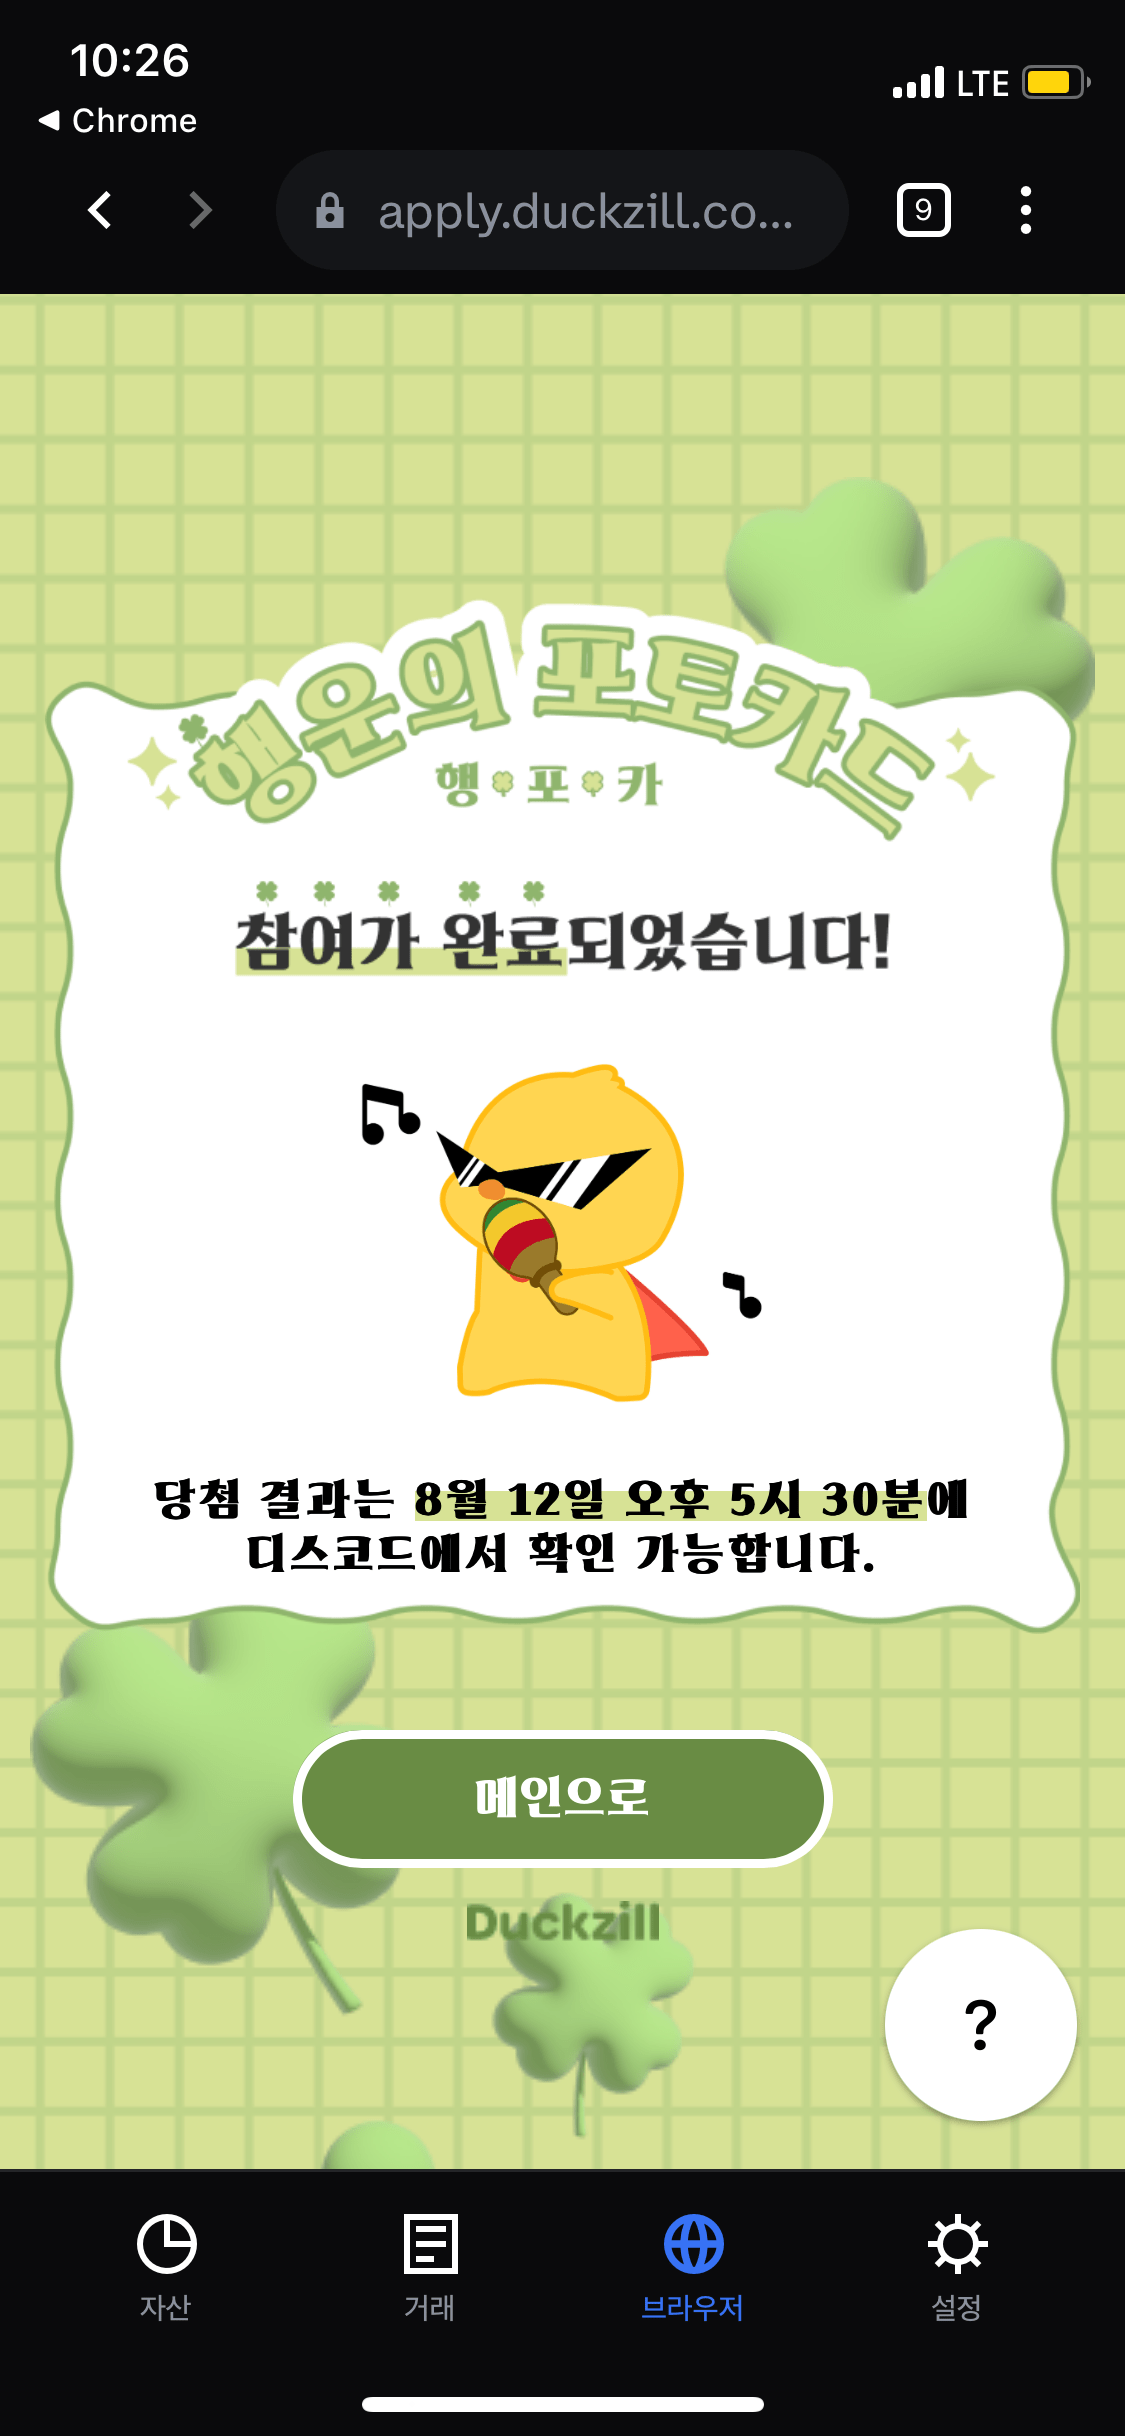 10:26
LTE
◀ Chrome
apply.duckzill.co...
9
행운의 포토카드
행 포 카
참여가 완료되었습니다!
당첨 결과는 8월 12일 오후 5시 30분에
디스코드에서 확인 가능합니다.
메인으로
Duckzill
?
자산
거래
브라우저
설정